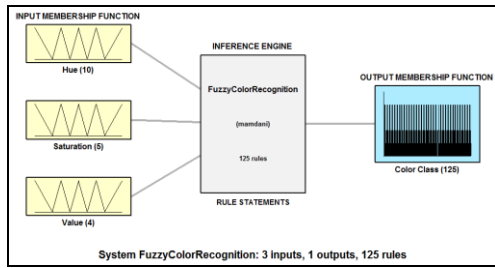 INPUT MEMBERSHIP FUNCTION
Hue (10)
Saturation (5)
Value (4)
INFERENCE ENGINE
FuzzyColorRecognition
(mamdani)
125 rules
RULE STATEMENTS
OUTPUT MEMBERSHIP FUNCTION
Color Class (125)
System FuzzyColorRecognition: 3 inputs, 1 outputs, 125 rules